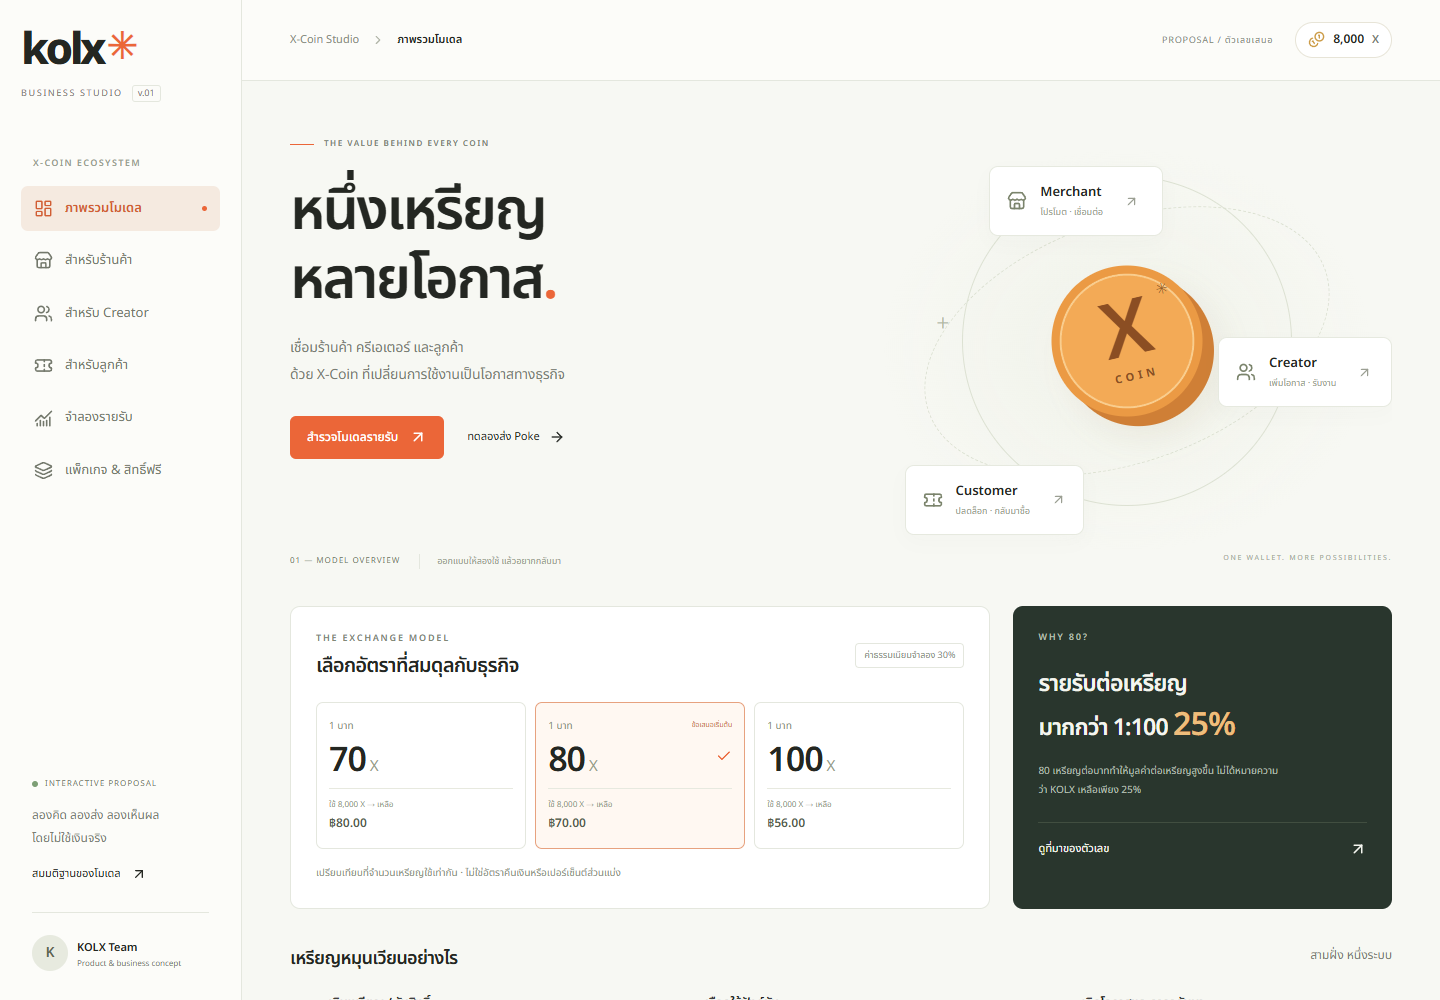 kolx
BUSINESS STUDIO v.01
X-COIN ECOSYSTEM
ภาพรวมโมเดล
สำหรับร้านค้า
สำหรับ Creator
สำหรับลูกค้า
จำลองรายรับ
แพ็กเกจ & สิทธิ์ฟรี
INTERACTIVE PROPOSAL
ลองคิด ลองส่ง ลองเห็นผล
โดยไม่ใช้เงินจริง
สมมติฐานของโมเดล
K
KOLX Team
Product & business concept
X-Coin Studio
ภาพรวมโมเดล
PROPOSAL / ตัวเลขเสนอ
8,000 X
THE VALUE BEHIND EVERY COIN
หนึ่งเหรียญ
หลายโอกาส.
เชื่อมร้านค้า ครีเอเตอร์ และลูกค้า
ด้วย X-Coin ที่เปลี่ยนการใช้งานเป็นโอกาสทางธุรกิจ
สำรวจโมเดลรายรับ
ทดลองส่ง Poke
Merchant
โปรโมต · เชื่อมต่อ
X
COIN
Creator
เพิ่มโอกาส · รับงาน
Customer
ปลดล็อก · กลับมาซื้อ
01 — MODEL OVERVIEW
ออกแบบให้ลองใช้ แล้วอยากกลับมา
ONE WALLET. MORE POSSIBILITIES.
THE EXCHANGE MODEL
เลือกอัตราที่สมดุลกับธุรกิจ
ค่าธรรมเนียมจำลอง 30%
1 บาท
70 X
ใช้ 8,000 X → เหลือ
฿80.00
1 บาท
ข้อเสนอเริ่มต้น
80 X
ใช้ 8,000 X → เหลือ
฿70.00
1 บาท
100 X
ใช้ 8,000 X → เหลือ
฿56.00
เปรียบเทียบที่จำนวนเหรียญใช้เท่ากัน · ไม่ใช่อัตราคืนเงินหรือเปอร์เซ็นต์ส่วนแบ่ง
WHY 80?
รายรับต่อเหรียญ
มากกว่า 1:100 25%
80 เหรียญต่อบาททำให้มูลค่าต่อเหรียญสูงขึ้น ไม่ได้หมายความ
ว่า KOLX เหลือเพียง 25%
ดูที่มาของตัวเลข
เหรียญหมุนเวียนอย่างไร
สามฝั่ง หนึ่งระบบ